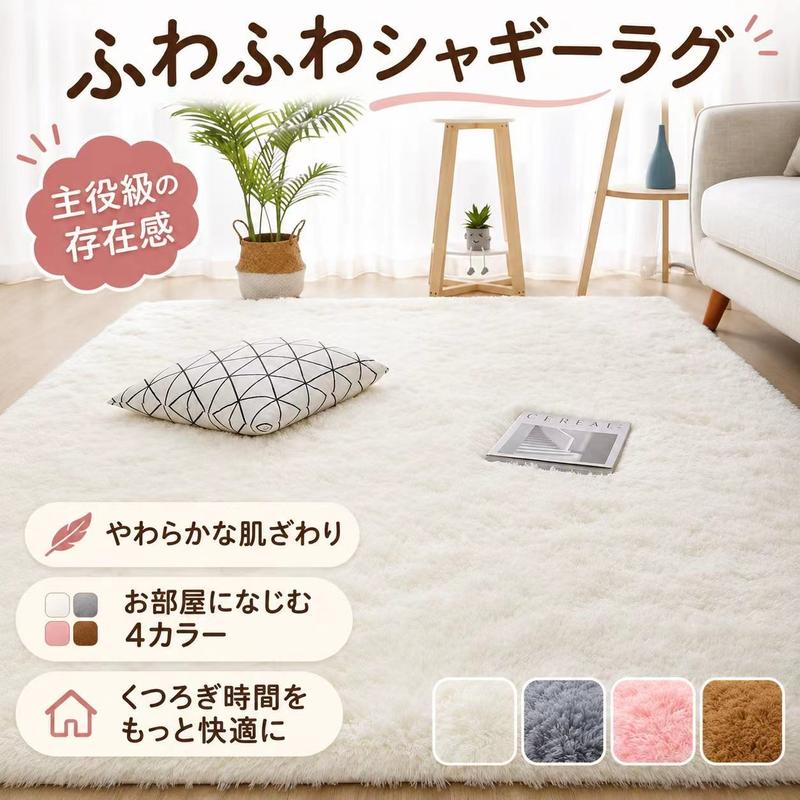 ふわふわシャギーラグ
主役級の
存在感
CEREAL
やわらかな肌ざわり
お部屋になじむ
4カラー
くつろぎ時間を
もっと快適に